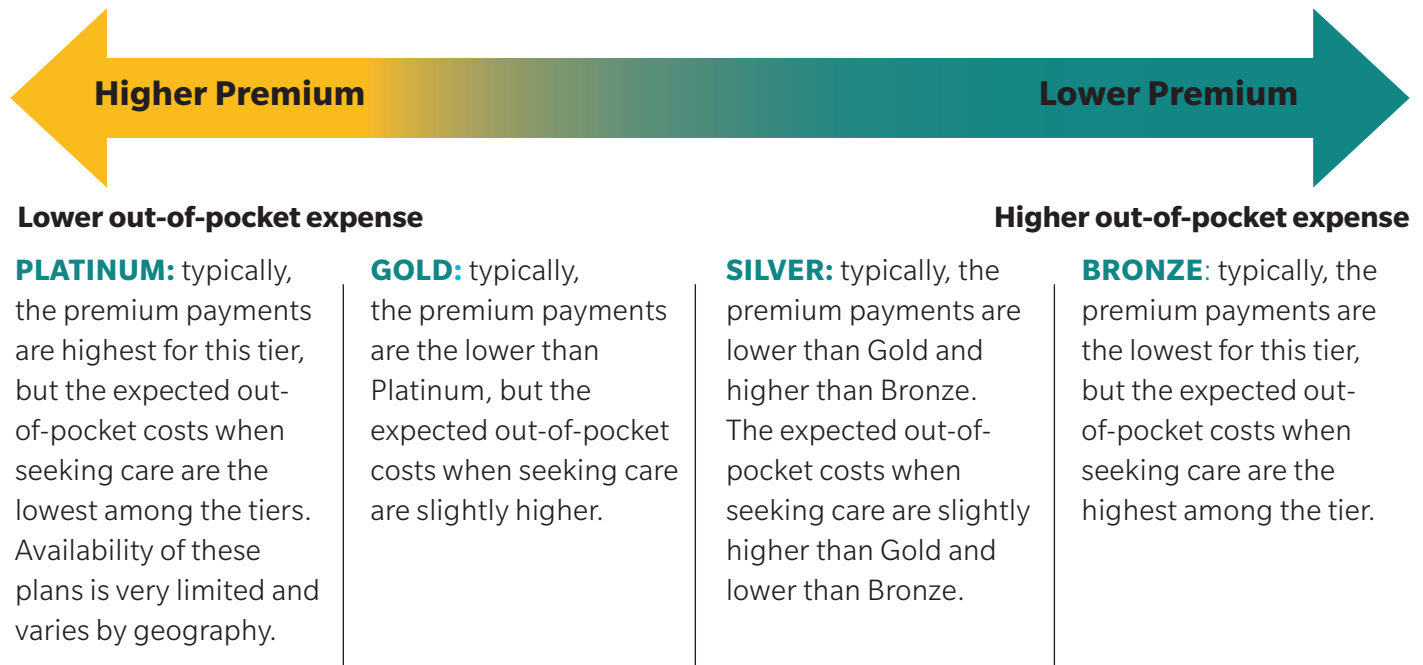 Higher Premium
Lower Premium
Lower out-of-pocket expense
Higher out-of-pocket expense
PLATINUM: typically,
the premium payments
are highest for this tier,
but the expected out-
of-pocket costs when
seeking care are the
lowest among the tiers.
Availability of these
plans is very limited and
varies by geography.
GOLD: typically,
the premium payments
are the lower than
Platinum, but the
expected out-of-pocket
costs when seeking care
are slightly higher.
SILVER: typically, the
premium payments are
lower than Gold and
higher than Bronze.
The expected out-of-
pocket costs when
seeking care are slightly
higher than Gold and
lower than Bronze.
BRONZE: typically, the
premium payments are
the lowest for this tier,
but the expected out-
of-pocket costs when
seeking care are the
highest among the tier.